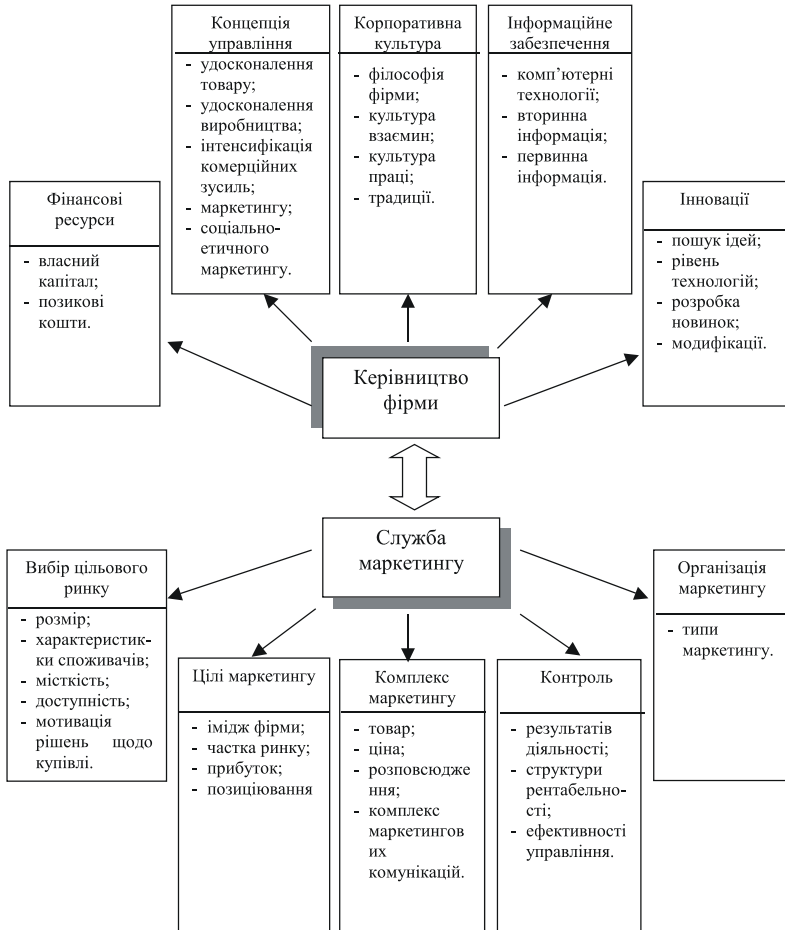 Концепція
управління
- удосконалення
товару;
- удосконалення
виробництва;
- інтенсифікація
комерційних
зусиль;
- маркетингу;
- соціально-
етичного
маркетингу.
Корпоративна
культура
- філософія
фірми;
- культура
взаємин;
- культура
праці;
- традиції.
Інформаційне
забезпечення
- комп’ютерні
технології;
- вторинна
інформація;
- первинна
інформація.
Фінансові
ресурси
- власний
капітал;
- позикові
кошти.
Інновації
- пошук ідей;
- рівень
технологій;
- розробка
новинок;
- модифікації.
Керівництво
фірми
Служба
маркетингу
Вибір цільового
ринку
- розмір;
- характеристик-
ки споживачів;
- місткість;
- доступність;
- мотивація
рішень щодо
купівлі.
Цілі маркетингу
- імідж фірми;
- частка ринку;
- прибуток;
- позиціювання
Комплекс
маркетингу
- товар;
- ціна;
- розповсюдже
ння;
- комплекс
маркетингов
их
комунікацій.
Контроль
- результатів
діяльності;
- структури
рентабельно-
сті;
- ефективності
управління.
Організація
маркетингу
- типи
маркетингу.